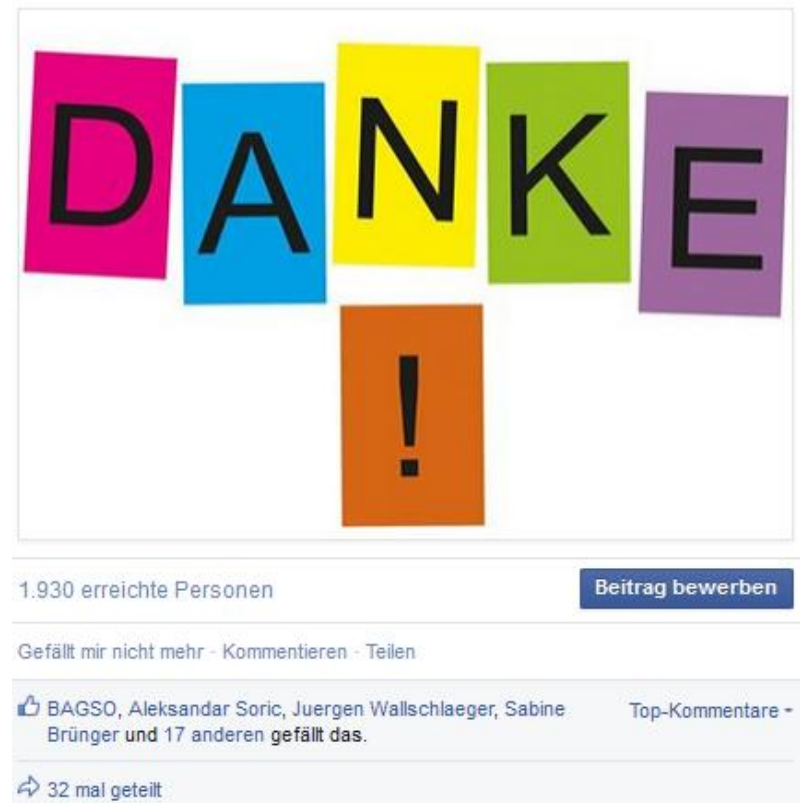 DANKE
!
1.930 erreichte Personen
Beitrag bewerben
Gefällt mir nicht mehr · Kommentieren · Teilen
BAGSO, Aleksandar Soric, Juergen Wallschlaeger, Sabine
Brünger und 17 anderen gefällt das.
Top-Kommentare
32 mal geteilt